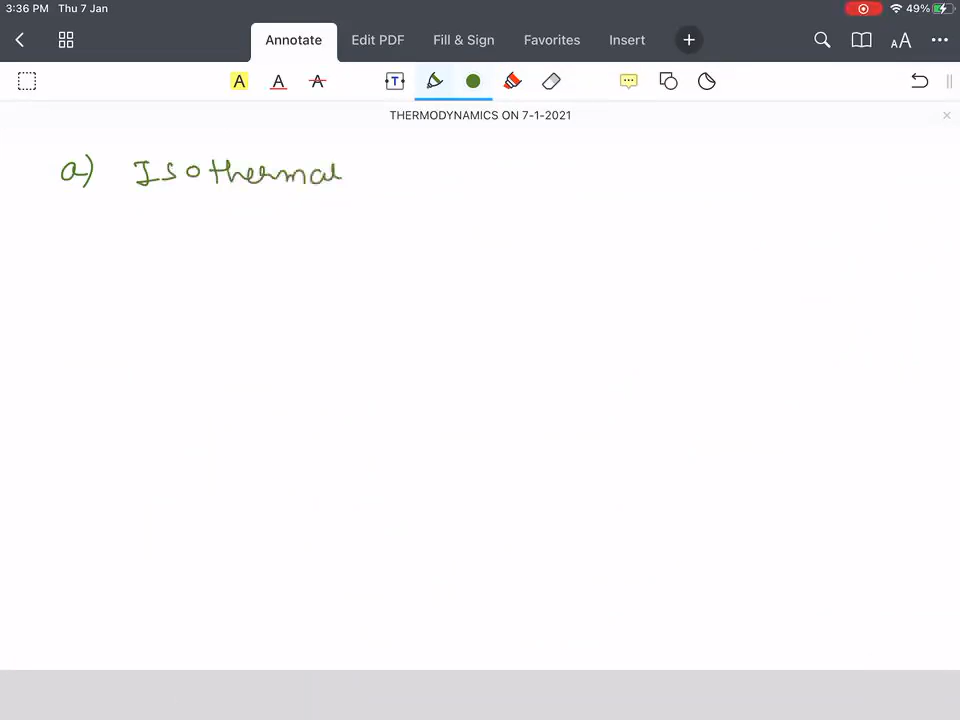 3:36 PM Thu 7 Jan 49%
Annotate Edit PDF Fill & Sign Favorites Insert + AA
A A A T
THERMODYNAMICS ON 7-1-2021 ×
a) Isothermal